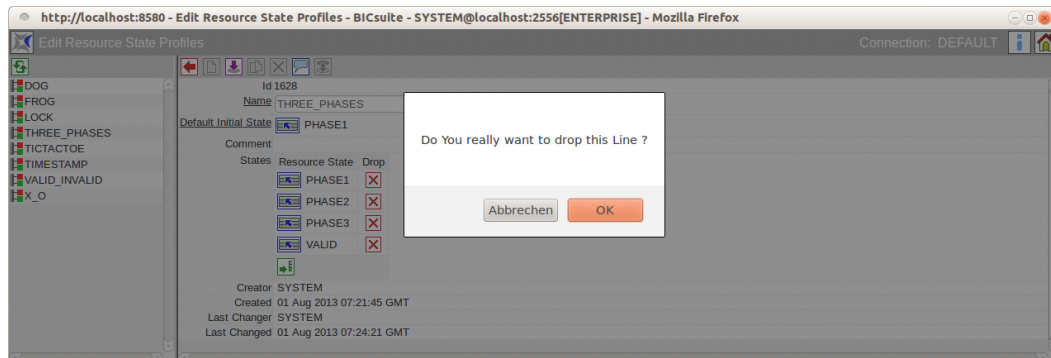 http://localhost:8580 - Edit Resource State Profiles - BICsuite - SYSTEM@localhost:2556[ENTERPRISE] - Mozilla Firefox
Edit Resource State Profiles
Connection: DEFAULT
DOG
FROG
LOCK
THREE_PHASES
TICTACTOE
TIMESTAMP
VALID_INVALID
X_O
Id 1628
Name THREE_PHASES
Default Initial State PHASE1
Comment
States Resource State Drop
PHASE1
PHASE2
PHASE3
VALID
Creator SYSTEM
Created 01 Aug 2013 07:21:45 GMT
Last Changer SYSTEM
Last Changed 01 Aug 2013 07:24:21 GMT
Do You really want to drop this Line ?
Abbrechen OK